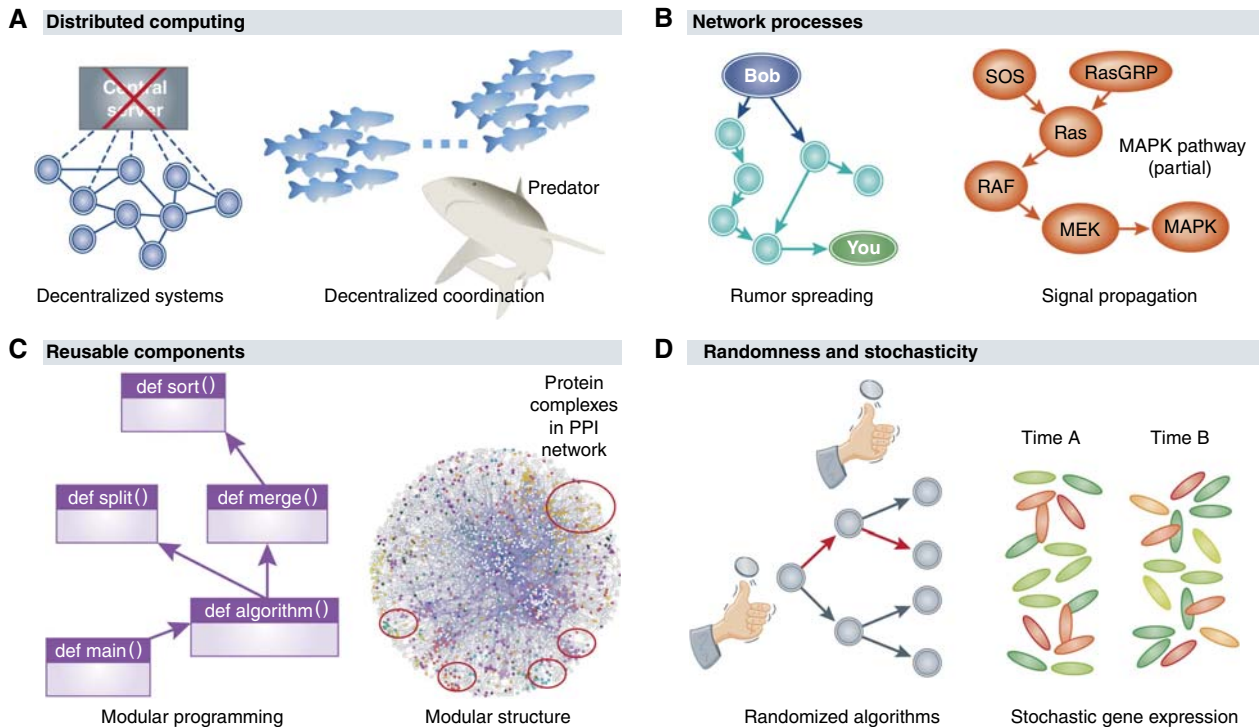 A Distributed computing
Central
server
Predator
Decentralized systems
Decentralized coordination
B Network processes
Bob
You
Rumor spreading
SOS
RasGRP
Ras
MAPK pathway
(partial)
RAF
MEK
MAPK
Signal propagation
C Reusable components
def sort()
def split()
def merge()
def algorithm()
def main()
Modular programming
Protein
complexes
in PPI
network
Modular structure
D Randomness and stochasticity
Randomized algorithms
Time A
Time B
Stochastic gene expression